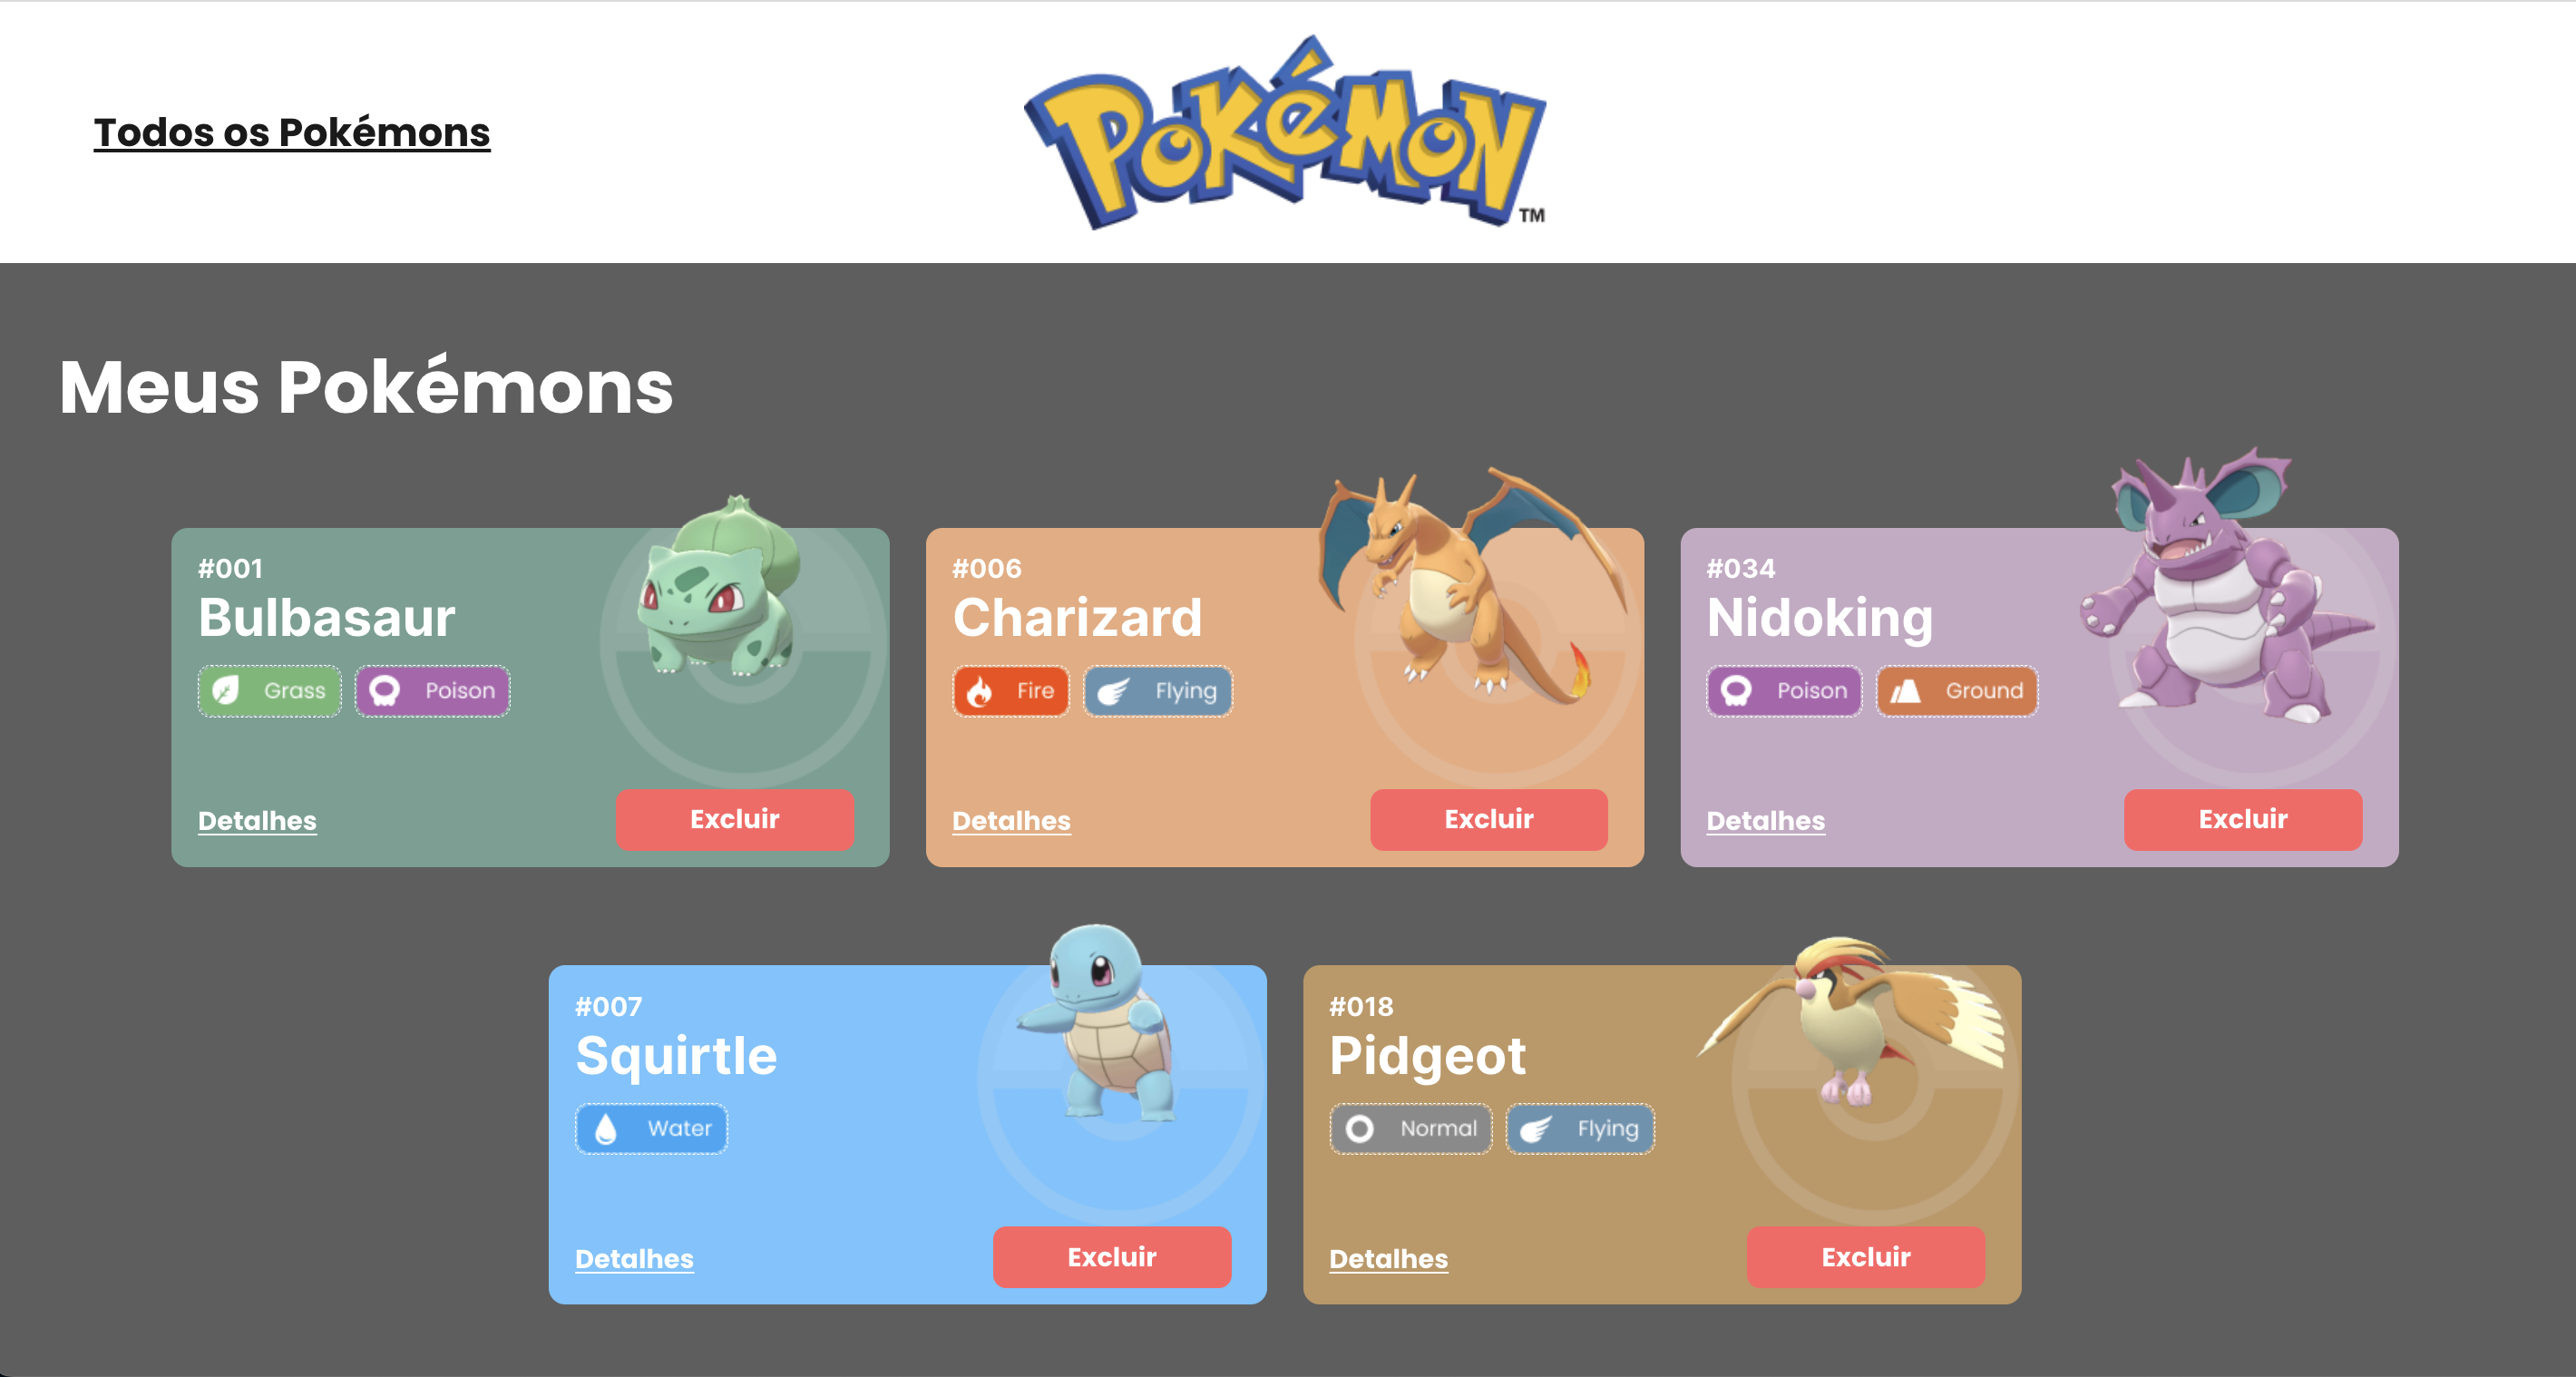 Todos os Pokémons
POKéMON TM
Meus Pokémons
#001
Bulbasaur
Grass Poison
Detalhes Excluir
#006
Charizard
Fire Flying
Detalhes Excluir
#034
Nidoking
Poison Ground
Detalhes Excluir
#007
Squirtle
Water
Detalhes Excluir
#018
Pidgeot
Normal Flying
Detalhes Excluir